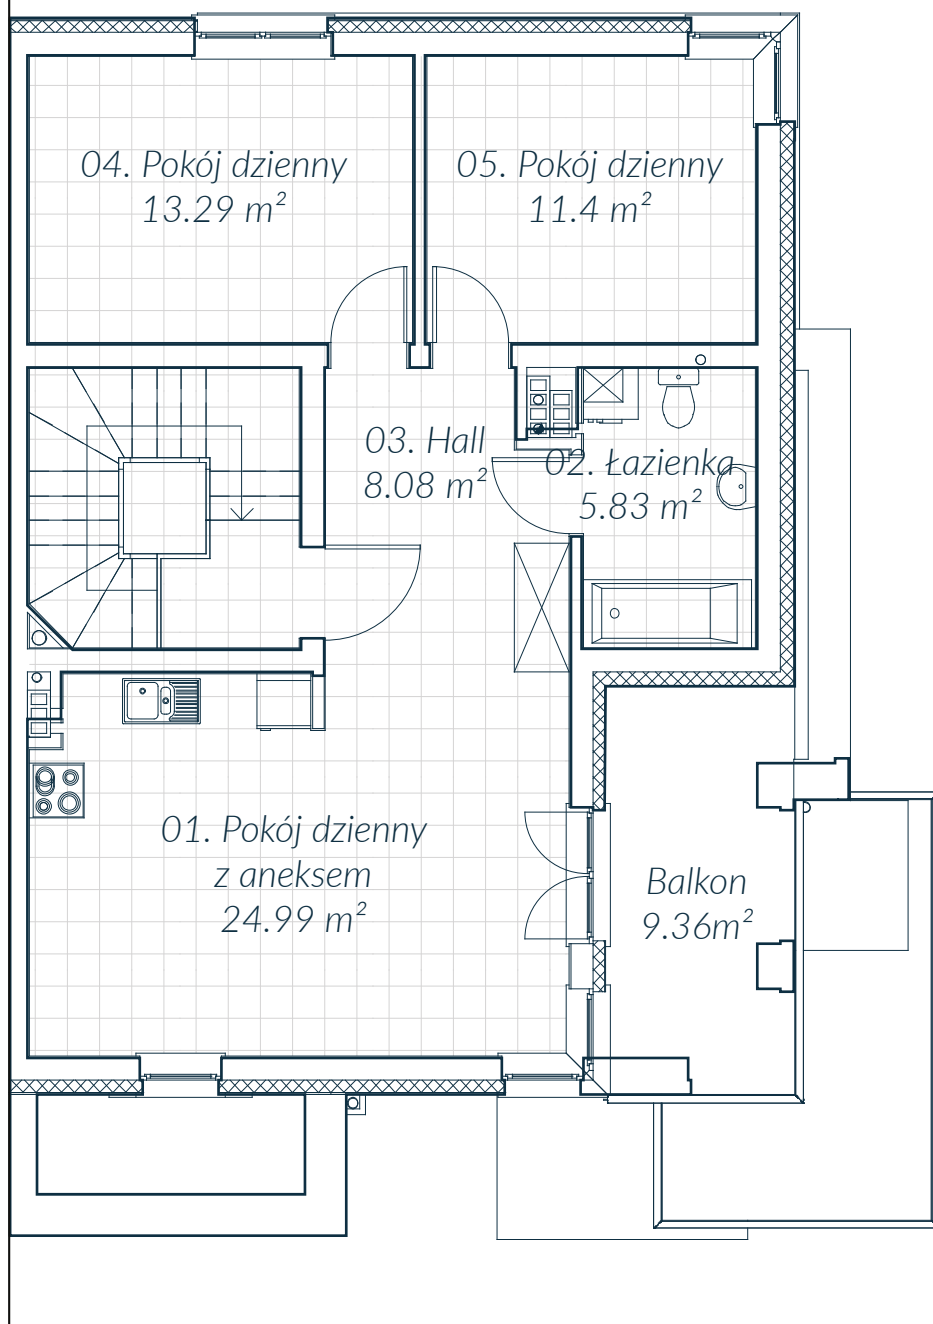 04. Pokój dzienny
13.29 m²
05. Pokój dzienny
11.4 m²
03. Hall
8.08 m²
02. Łazienka
5.83 m²
01. Pokój dzienny
z aneksem
24.99 m²
Balkon
9.36m²